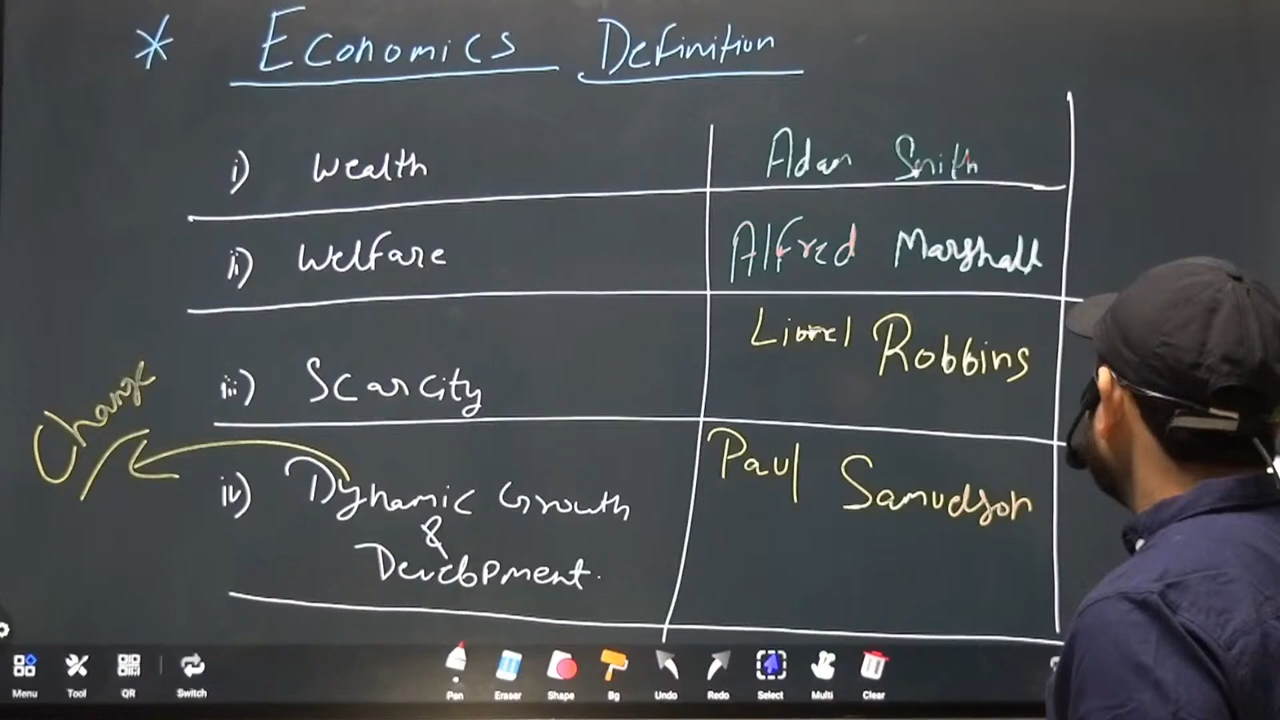 * Economics Definition
i) Wealth Adam Smith
ii) Welfare Alfred Marshall
iii) Scarcity Lionel Robbins
Change
iv) Dynamic Growth Paul Samudson
&
Development.
Menu Tool QR Switch Pen Eraser Shape Bg Undo Redo Select Multi Clear